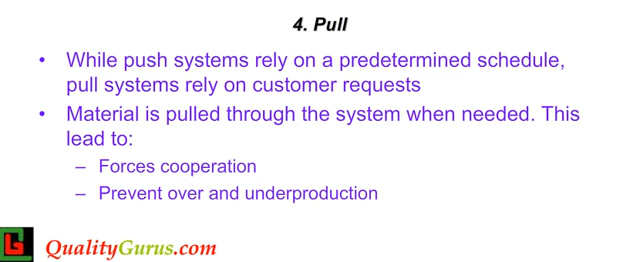 4. Pull
• While push systems rely on a predetermined schedule,
pull systems rely on customer requests
• Material is pulled through the system when needed. This
lead to:
– Forces cooperation
– Prevent over and underproduction
QualityGurus.com